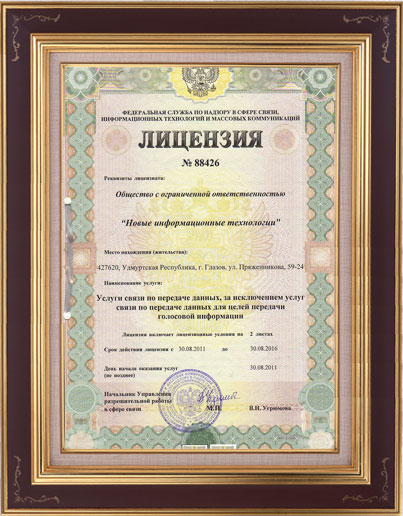 ФЕДЕРАЛЬНАЯ СЛУЖБА ПО НАДЗОРУ В СФЕРЕ СВЯЗИ,
ИНФОРМАЦИОННЫХ ТЕХНОЛОГИЙ И МАССОВЫХ КОММУНИКАЦИЙ
ЛИЦЕНЗИЯ
№ 88426
Реквизиты лицензиата:
Общество с ограниченной ответственностью
“Новые информационные технологии”
Место нахождения (жительства):
427620, Удмуртская Республика, г. Глазов, ул. Пряженникова, 59-24
Наименование услуги:
Услуги связи по передаче данных, за исключением услуг
связи по передаче данных для целей передачи
голосовой информации
Лицензия включает лицензионные условия на 2 листах
Срок действия лицензии с 30.08.2011 до 30.08.2016
День начала оказания услуг 30.08.2011
(не позднее)
Начальник Управления
разрешительной работы
в сфере связи М.П. В.Н.Угрюмова